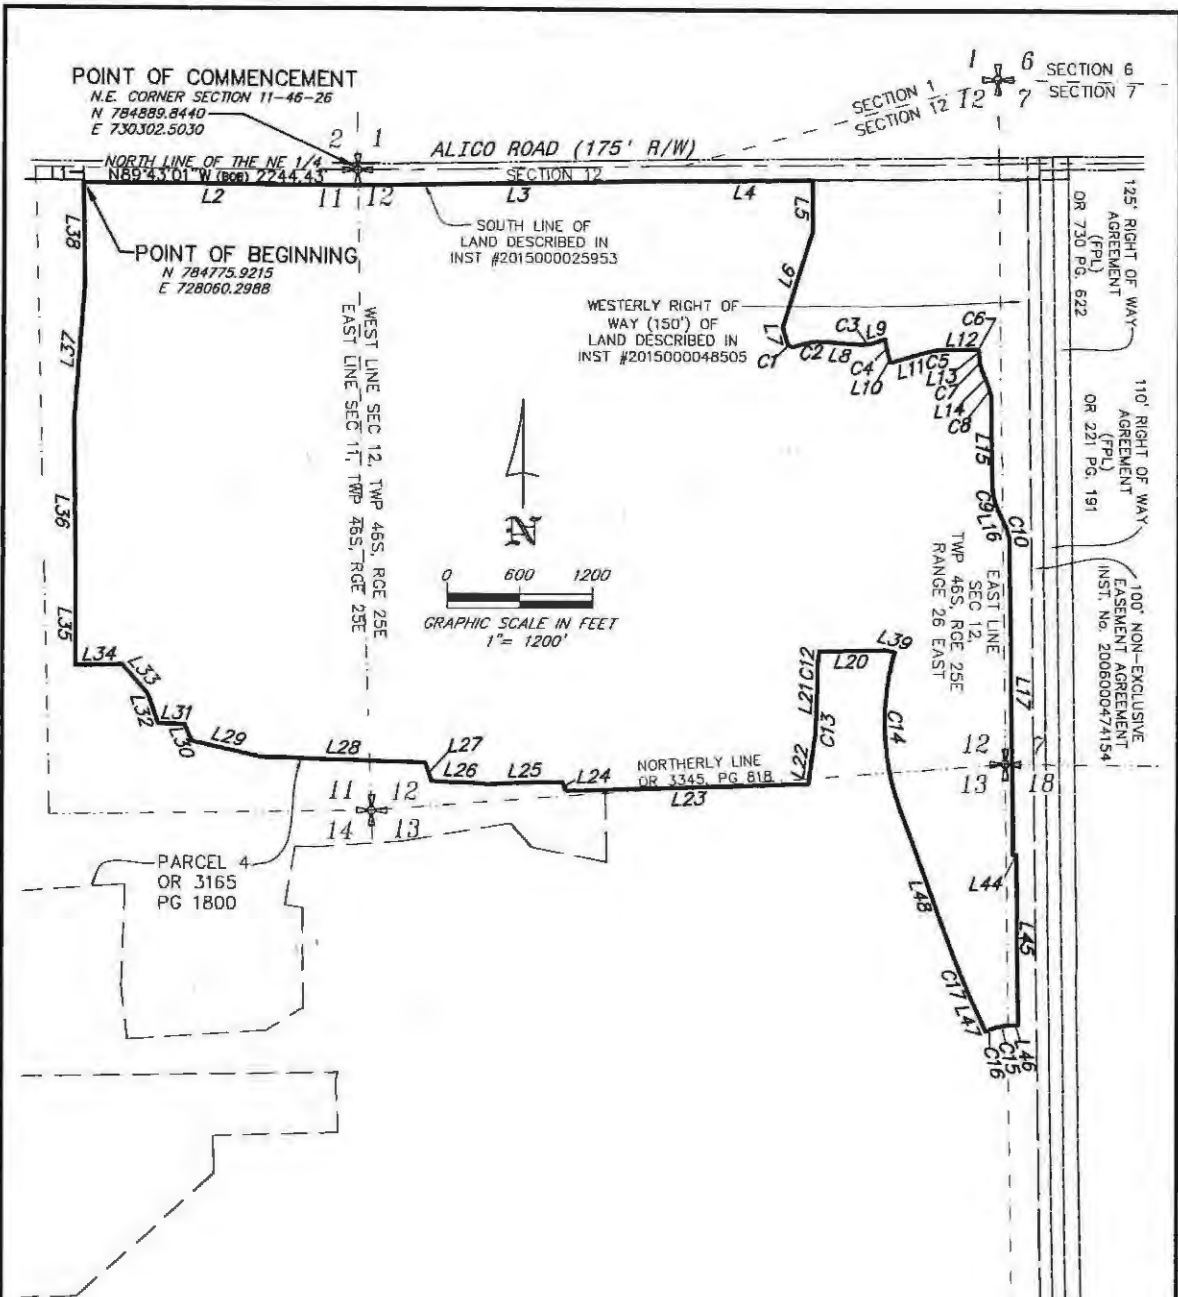 POINT OF COMMENCEMENT
N.E. CORNER SECTION 11-46-26
N 784889.8440
E 730302.5030
1
6
SECTION 6
SECTION 1
SECTION 12
12
7
SECTION 7
2
1
ALICO ROAD (175' R/W)
NORTH LINE OF THE NE 1/4
L1
N89°43'01"W (BOB) 2244.43'
SECTION 12
L2
11
12
L3
L4
L5
L38
SOUTH LINE OF
LAND DESCRIBED IN
INST #2015000025953
POINT OF BEGINNING
N 784775.9215
E 728060.2988
125' RIGHT OF WAY
AGREEMENT
(FPL)
OR 730 PG. 622
L6
WESTERLY RIGHT OF
WAY (150') OF
LAND DESCRIBED IN
INST #2015000048505
L7
C1
C2
C3
L8
L9
C4
L10
L11
C5
L12
C6
L13
C7
L14
C8
L37
WEST LINE SEC 12, TWP 46S, RGE 25E
EAST LINE SEC 11, TWP 46S, RGE 25E
110' RIGHT OF WAY
AGREEMENT
(FPL)
OR 221 PG. 191
L15
C9
L16
C10
L36
N
0 600 1200
GRAPHIC SCALE IN FEET
1"= 1200'
EAST LINE
SEC 12,
TWP 46S, RGE 25E
RANGE 26 EAST
100' NON-EXCLUSIVE
EASEMENT AGREEMENT
INST. No. 2006000474154
L35
L34
L33
L32
L31
L30
L29
L28
L27
L26
L25
L24
NORTHERLY LINE
OR 3345, PG 818
L23
L22
C13
L21
C12
L20
L39
C14
L17
12
7
13
18
11
12
14
13
PARCEL 4
OR 3165
PG 1800
L44
L48
L45
C17
L47
C16
C15
L46